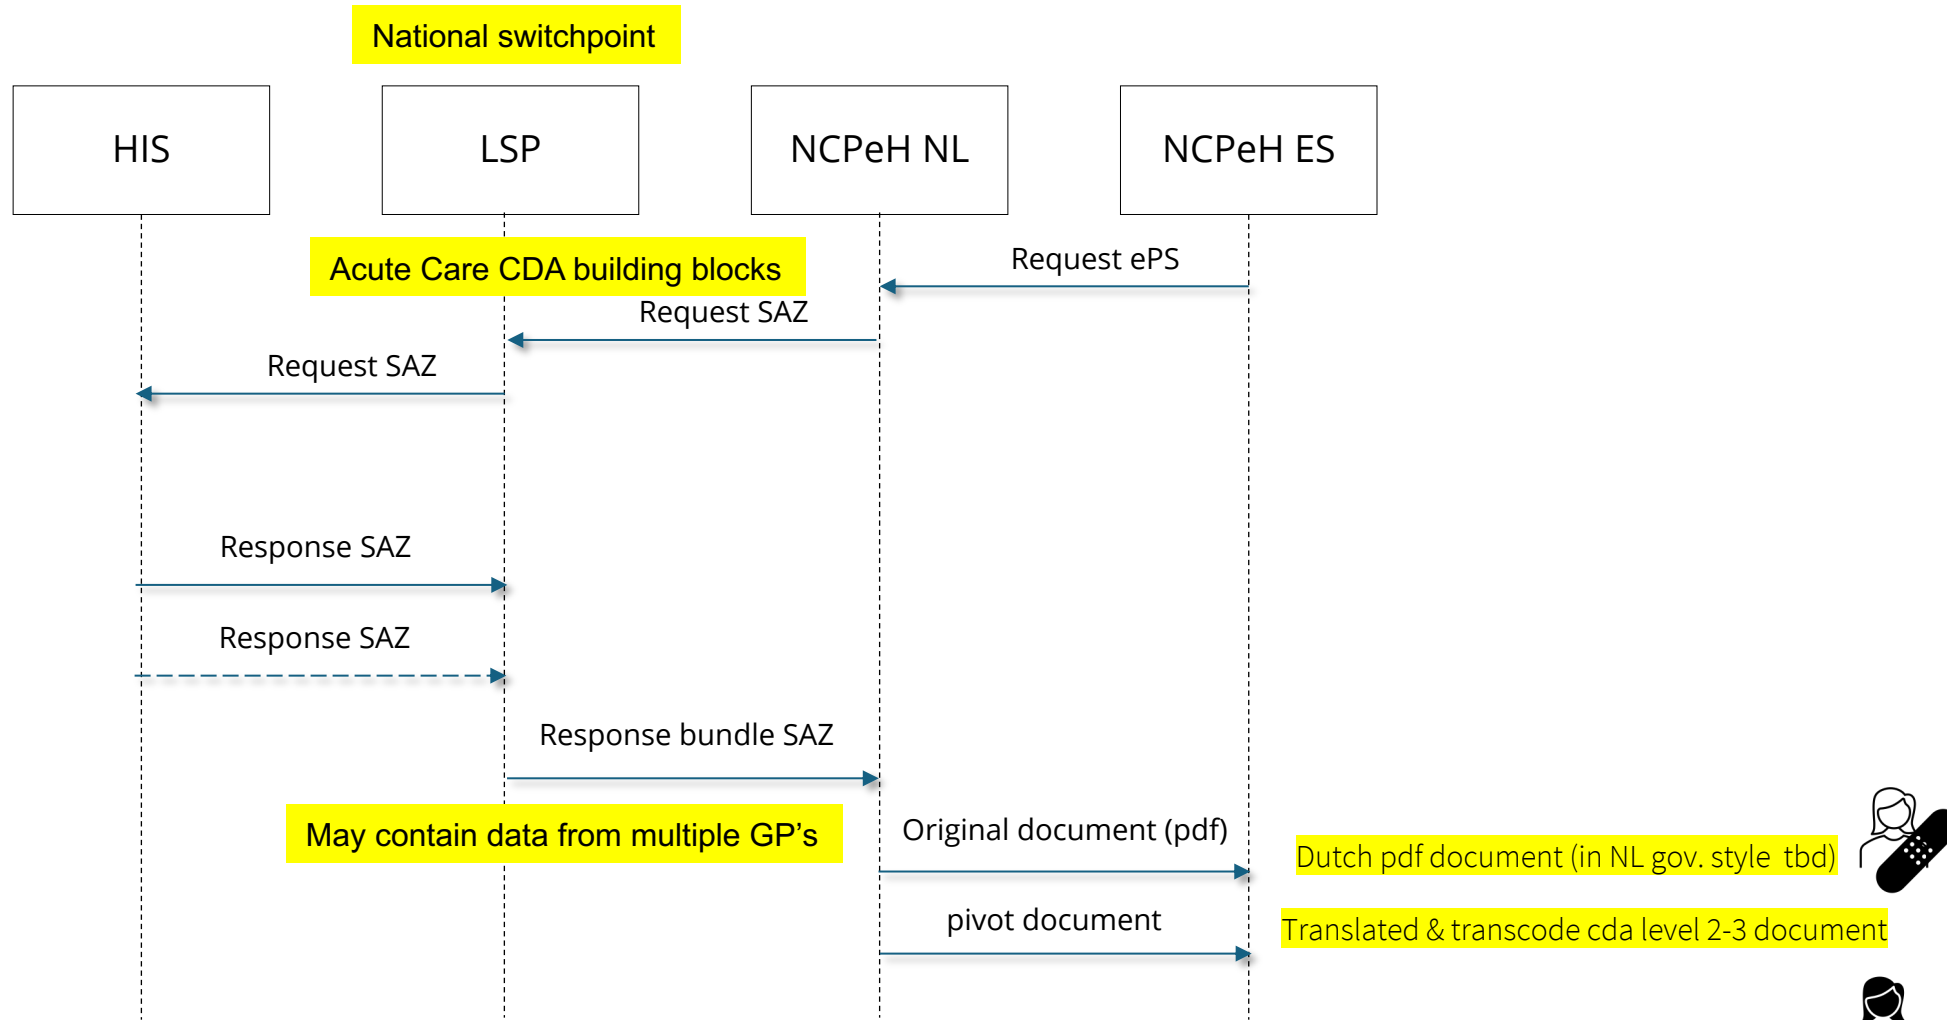 National switchpoint
HIS
LSP
NCPeH NL
NCPeH ES
Acute Care CDA building blocks
Request ePS
Request SAZ
Request SAZ
Response SAZ
Response SAZ
Response bundle SAZ
May contain data from multiple GP's
Original document (pdf)
Dutch pdf document (in NL gov. style tbd)
pivot document
Translated & transcode cda level 2-3 document